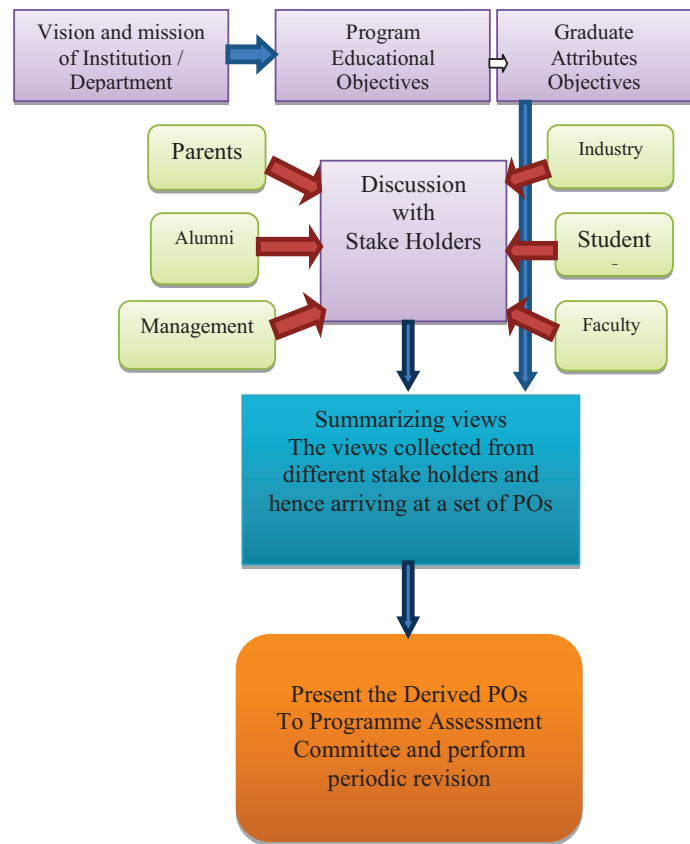 Vision and mission
of Institution /
Department
Program
Educational
Objectives
Graduate
Attributes
Objectives
Parents
Alumni
Management
Discussion
with
Stake Holders
Industry
Student
Faculty
Summarizing views
The views collected from
different stake holders and
hence arriving at a set of POs
Present the Derived POs
To Programme Assessment
Committee and perform
periodic revision